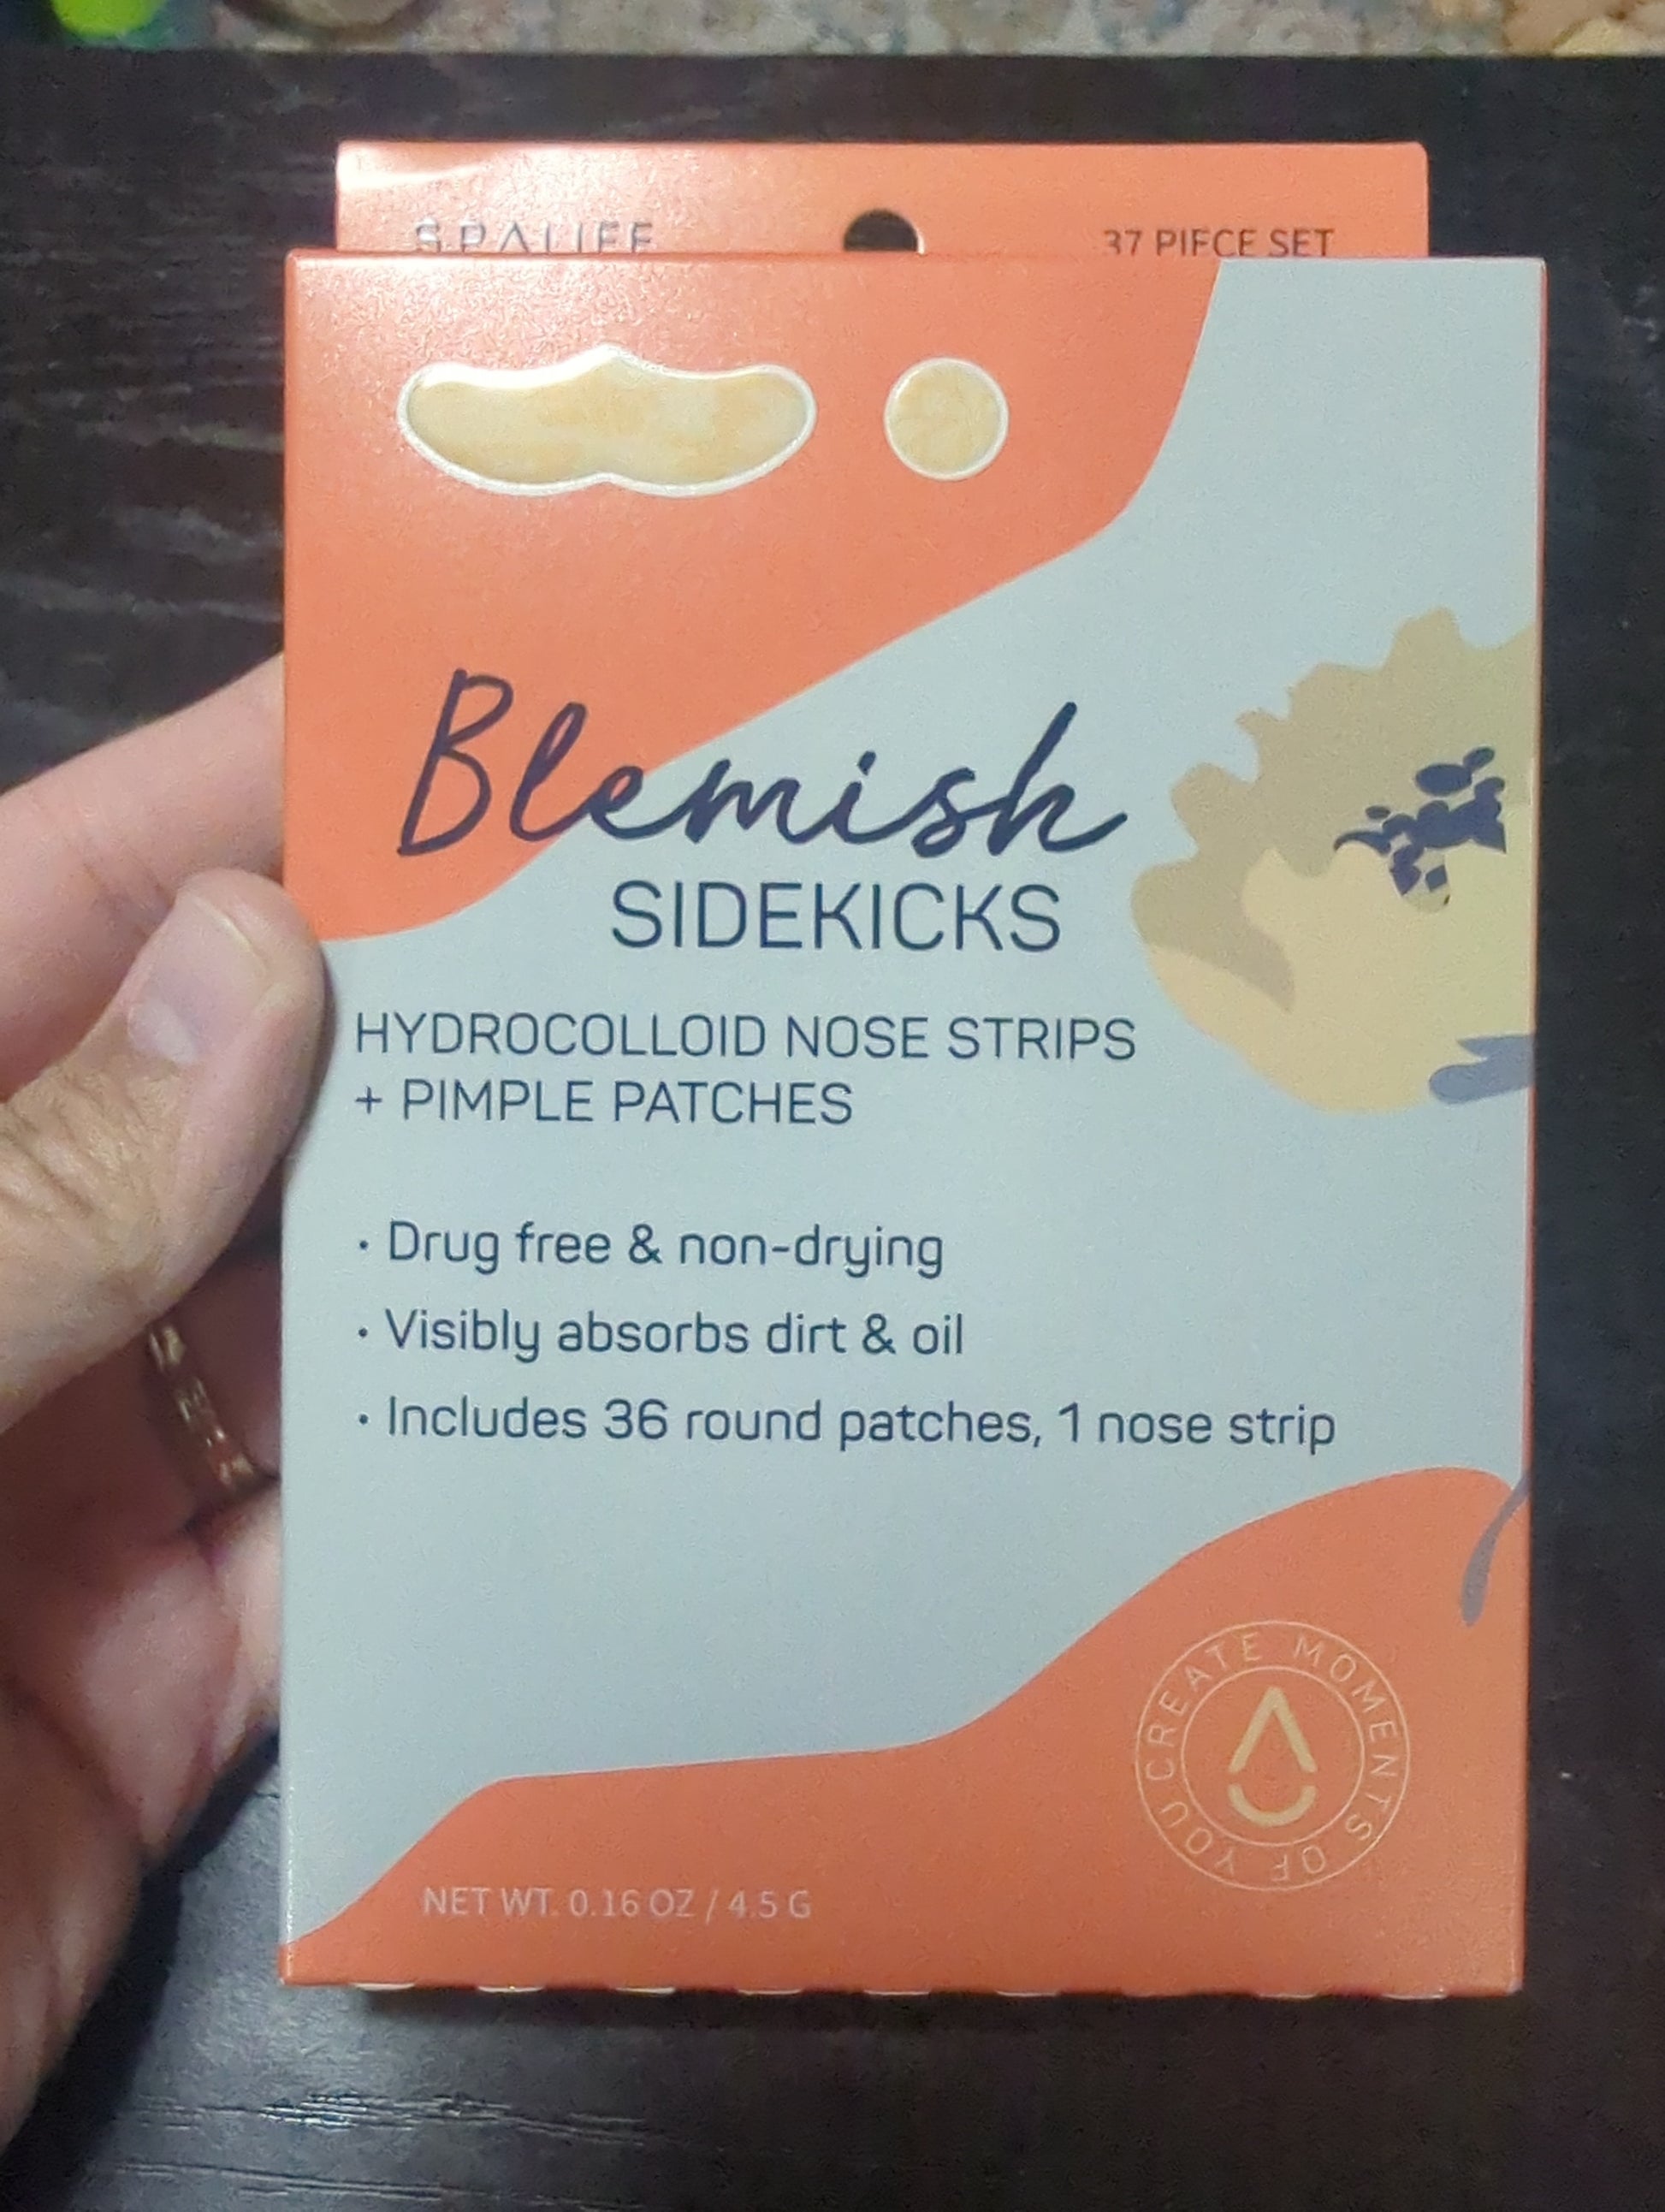 SPALIFE
37 PIECE SET
Blemish
SIDEKICKS
HYDROCOLLOID NOSE STRIPS
+ PIMPLE PATCHES
· Drug free & non-drying
· Visibly absorbs dirt & oil
· Includes 36 round patches, 1 nose strip
CREATE MOMENTS OF YOU
NET WT. 0.16 OZ / 4.5 G